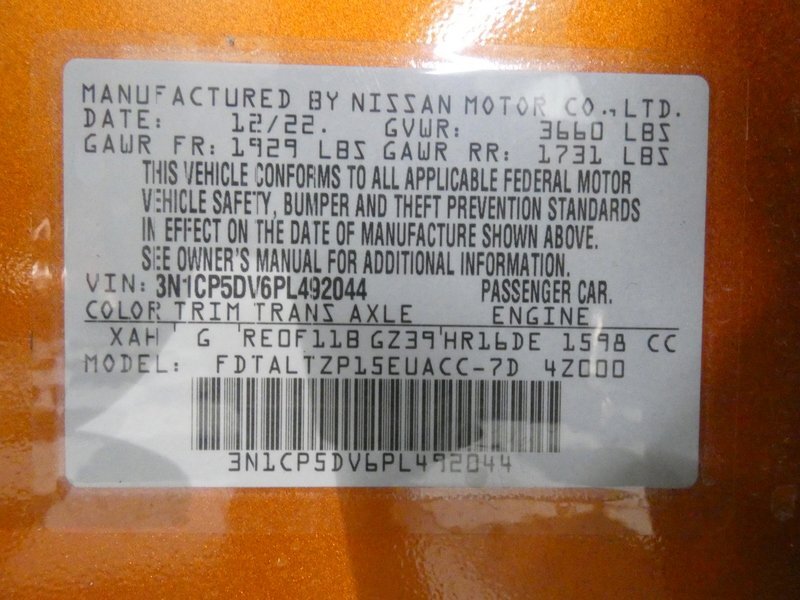 MANUFACTURED BY NISSAN MOTOR CO., LTD.
DATE: 12/22. GVWR: 3660 LBS
GAWR FR: 1929 LBS GAWR RR: 1731 LBS
THIS VEHICLE CONFORMS TO ALL APPLICABLE FEDERAL MOTOR
VEHICLE SAFETY, BUMPER AND THEFT PREVENTION STANDARDS
IN EFFECT ON THE DATE OF MANUFACTURE SHOWN ABOVE.
SEE OWNER'S MANUAL FOR ADDITIONAL INFORMATION.
VIN: 3N1CP5DV6PL492044 PASSENGER CAR.
COLOR TRIM TRANS AXLE ENGINE
XAH G RE0F11B GZ39 HR16DE 1598 CC
MODEL: FDTALTZP15EUACC-7D 4Z000
3N1CP5DV6PL492044